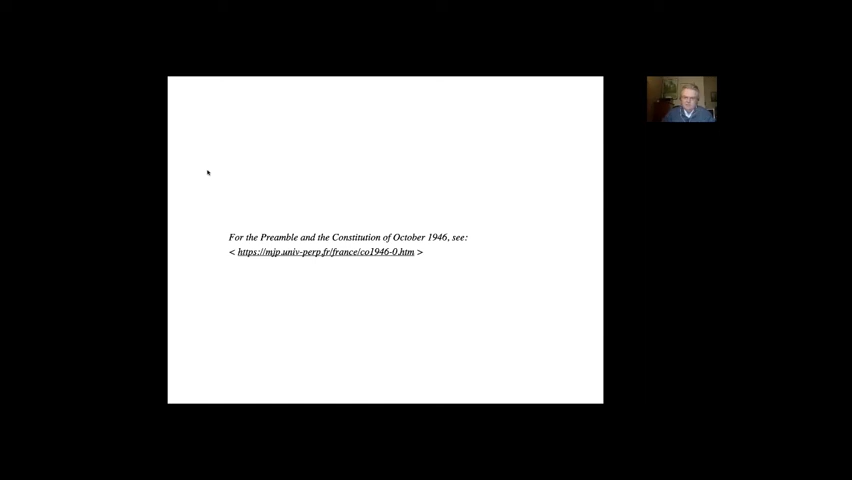 For the Preamble and the Constitution of October 1946, see:
< https://mjp.univ-perp.fr/france/co1946-0.htm >